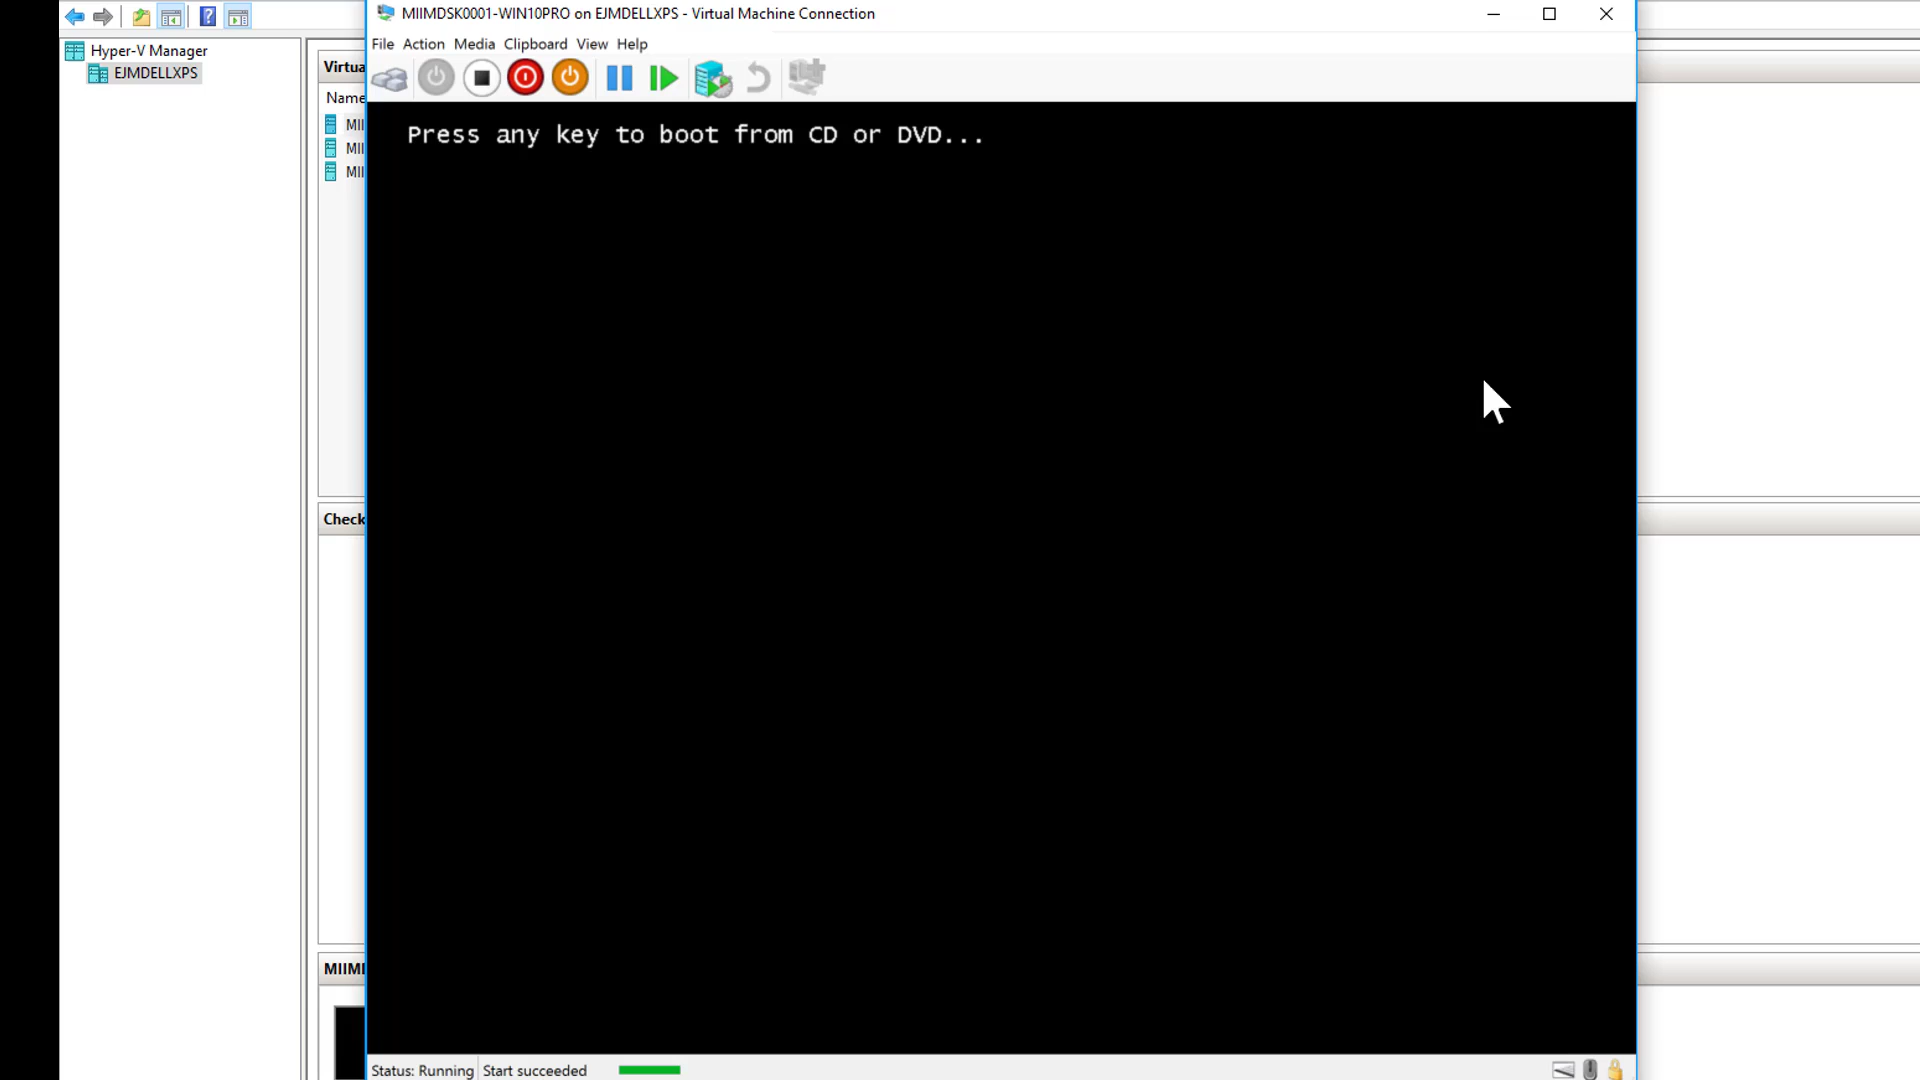 MIIMDSK0001-WIN10PRO on EJMDELLXPS - Virtual Machine Connection
File Action Media Clipboard View Help
Hyper-V Manager
EJMDELLXPS
Virtua
Name
MII
MII
MII
Check
MIIMI
Press any key to boot from CD or DVD...
Status: Running Start succeeded